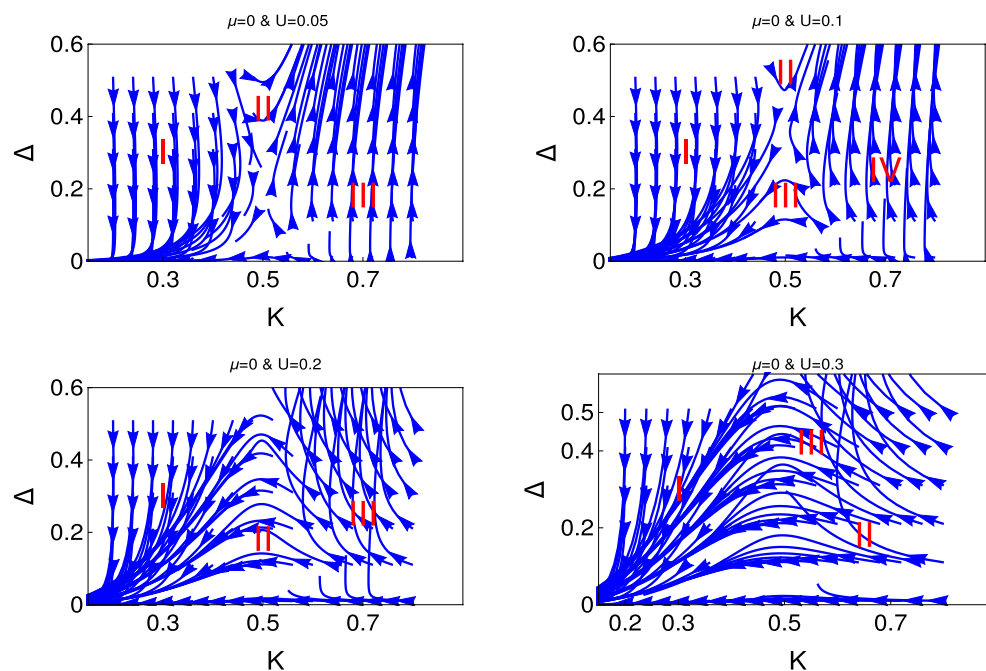 μ=0 & U=0.05
0.6
0.4
0.2
0
Δ
I
II
III
0.3
0.5
0.7
K
μ=0 & U=0.1
0.6
0.4
0.2
0
Δ
I
II
III
IV
0.3
0.5
0.7
K
μ=0 & U=0.2
0.6
0.4
0.2
0
Δ
I
II
III
0.3
0.5
0.7
K
μ=0 & U=0.3
0.5
0.4
0.2
0
Δ
I
III
II
0.2
0.3
0.5
0.7
K